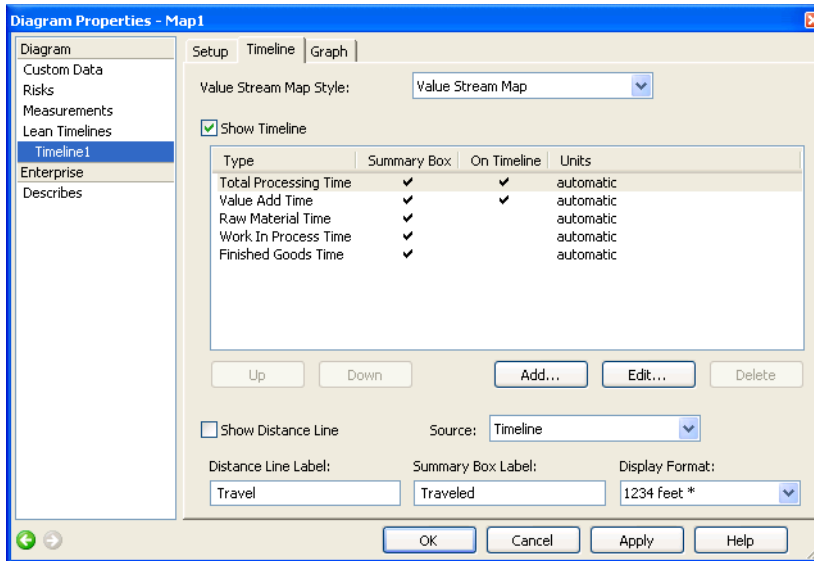 Diagram Properties - Map1
Diagram
Custom Data
Risks
Measurements
Lean Timelines
Timeline1
Enterprise
Describes
Setup Timeline Graph
Value Stream Map Style: Value Stream Map
Show Timeline
Type Summary Box On Timeline Units
Total Processing Time automatic
Value Add Time automatic
Raw Material Time automatic
Work In Process Time automatic
Finished Goods Time automatic
Up Down Add... Edit... Delete
Show Distance Line Source: Timeline
Distance Line Label: Summary Box Label: Display Format:
Travel Traveled 1234 feet *
OK Cancel Apply Help